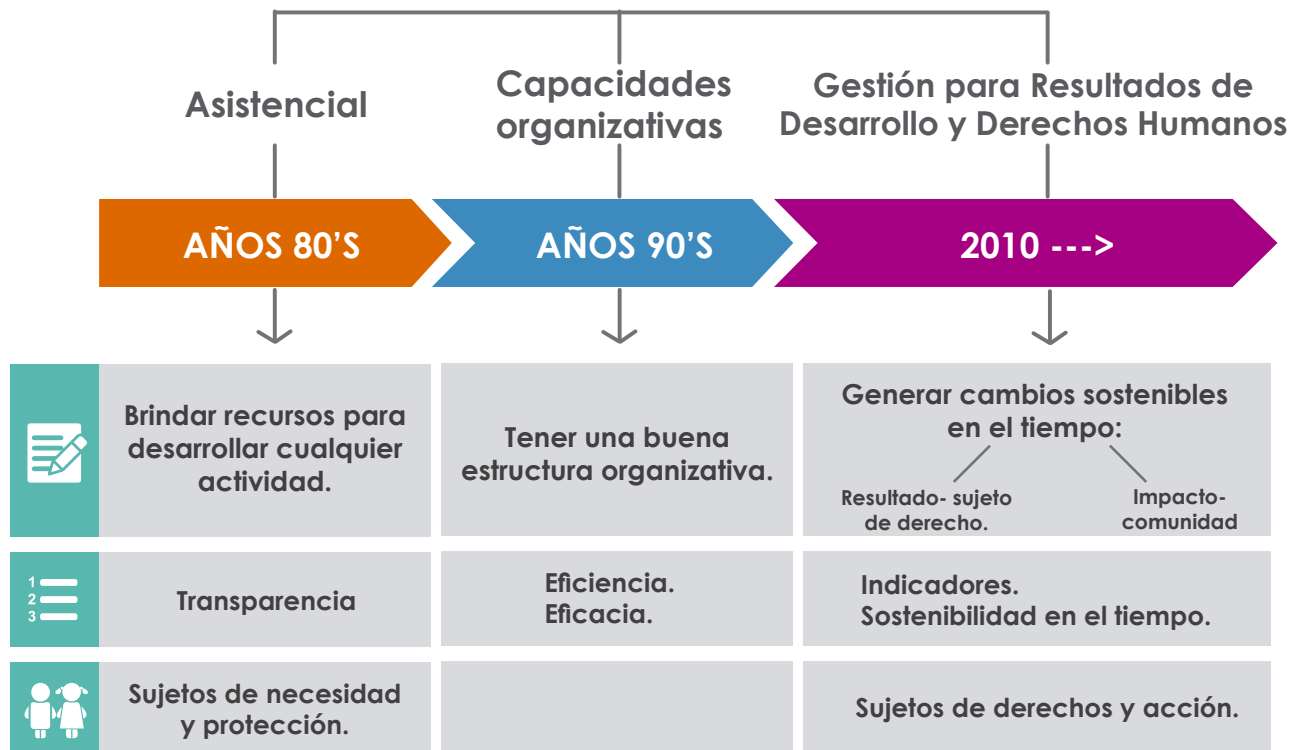 Asistencial
Capacidades
organizativas
Gestión para Resultados de
Desarrollo y Derechos Humanos
AÑOS 80’S
AÑOS 90’S
2010 --->
Brindar recursos para
desarrollar cualquier
actividad.
Tener una buena
estructura organizativa.
Generar cambios sostenibles
en el tiempo:
Resultado- sujeto
de derecho.
Impacto-
comunidad
1
2
3
Transparencia
Eficiencia.
Eficacia.
Indicadores.
Sostenibilidad en el tiempo.
Sujetos de necesidad
y protección.
Sujetos de derechos y acción.